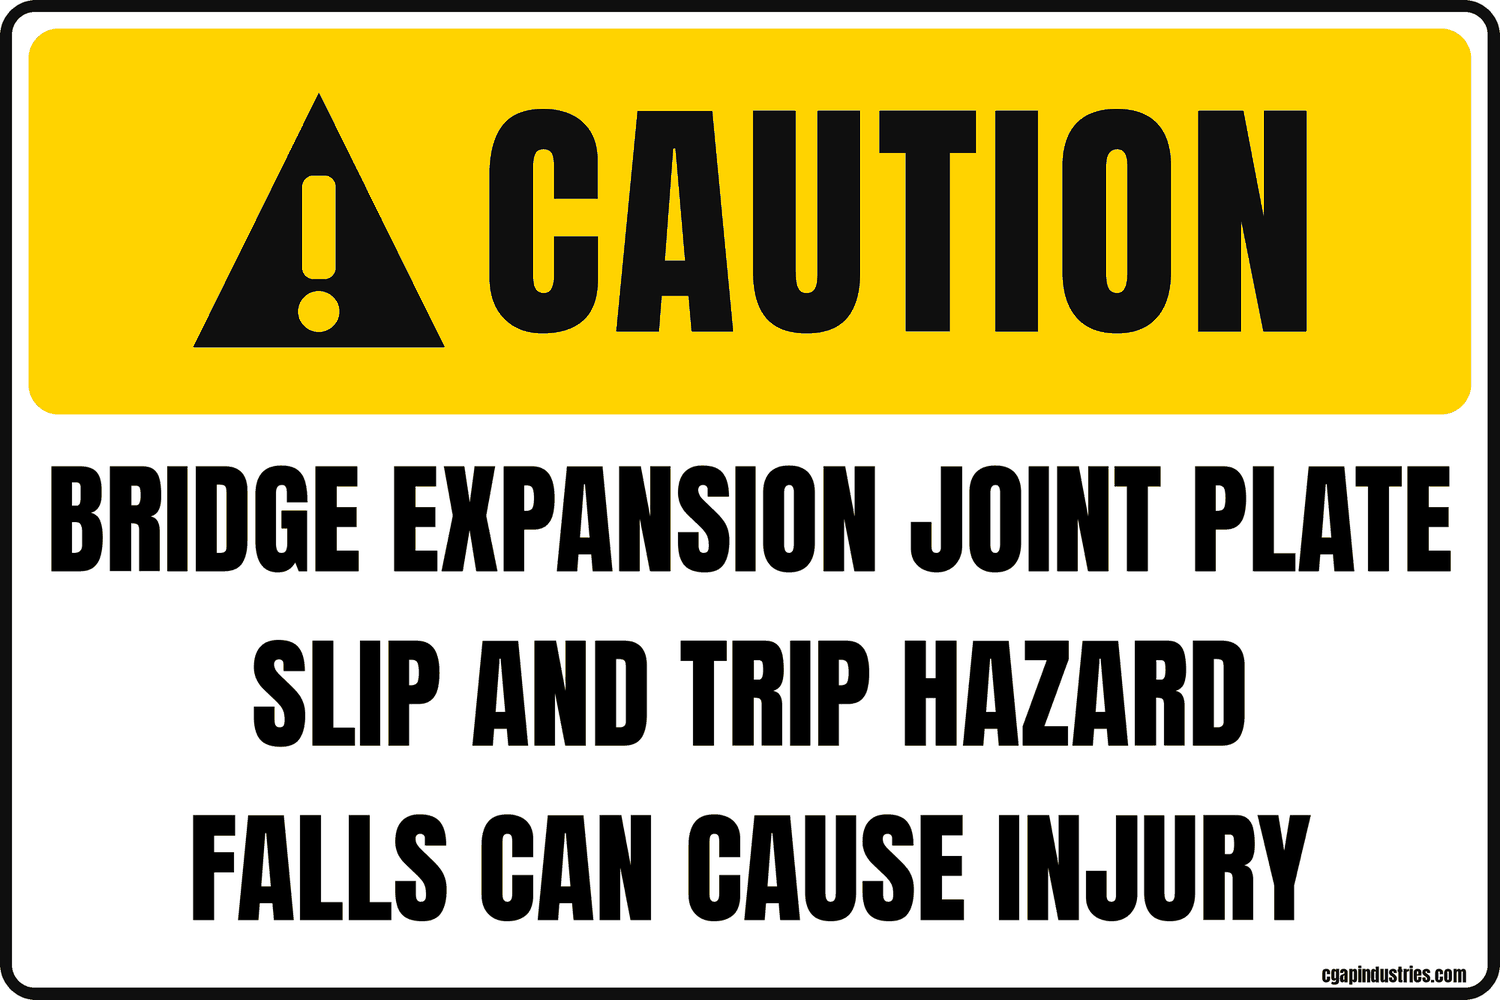 CAUTION
BRIDGE EXPANSION JOINT PLATE
SLIP AND TRIP HAZARD
FALLS CAN CAUSE INJURY
cgapindustries.com